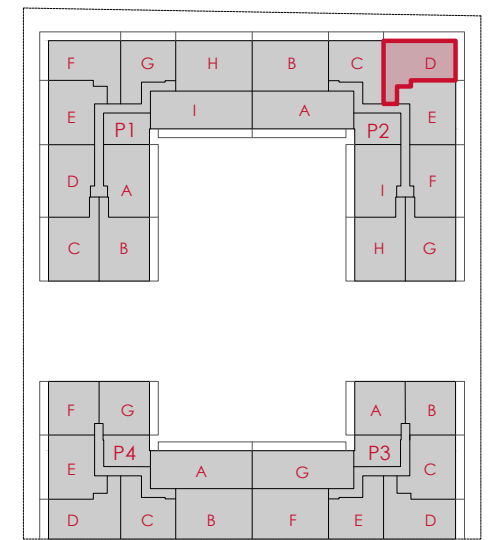 F G H B C D
E I A E
P1 P2
D A I F
C B H G
F G A B
P4 P3
E A G C
D C B F E D